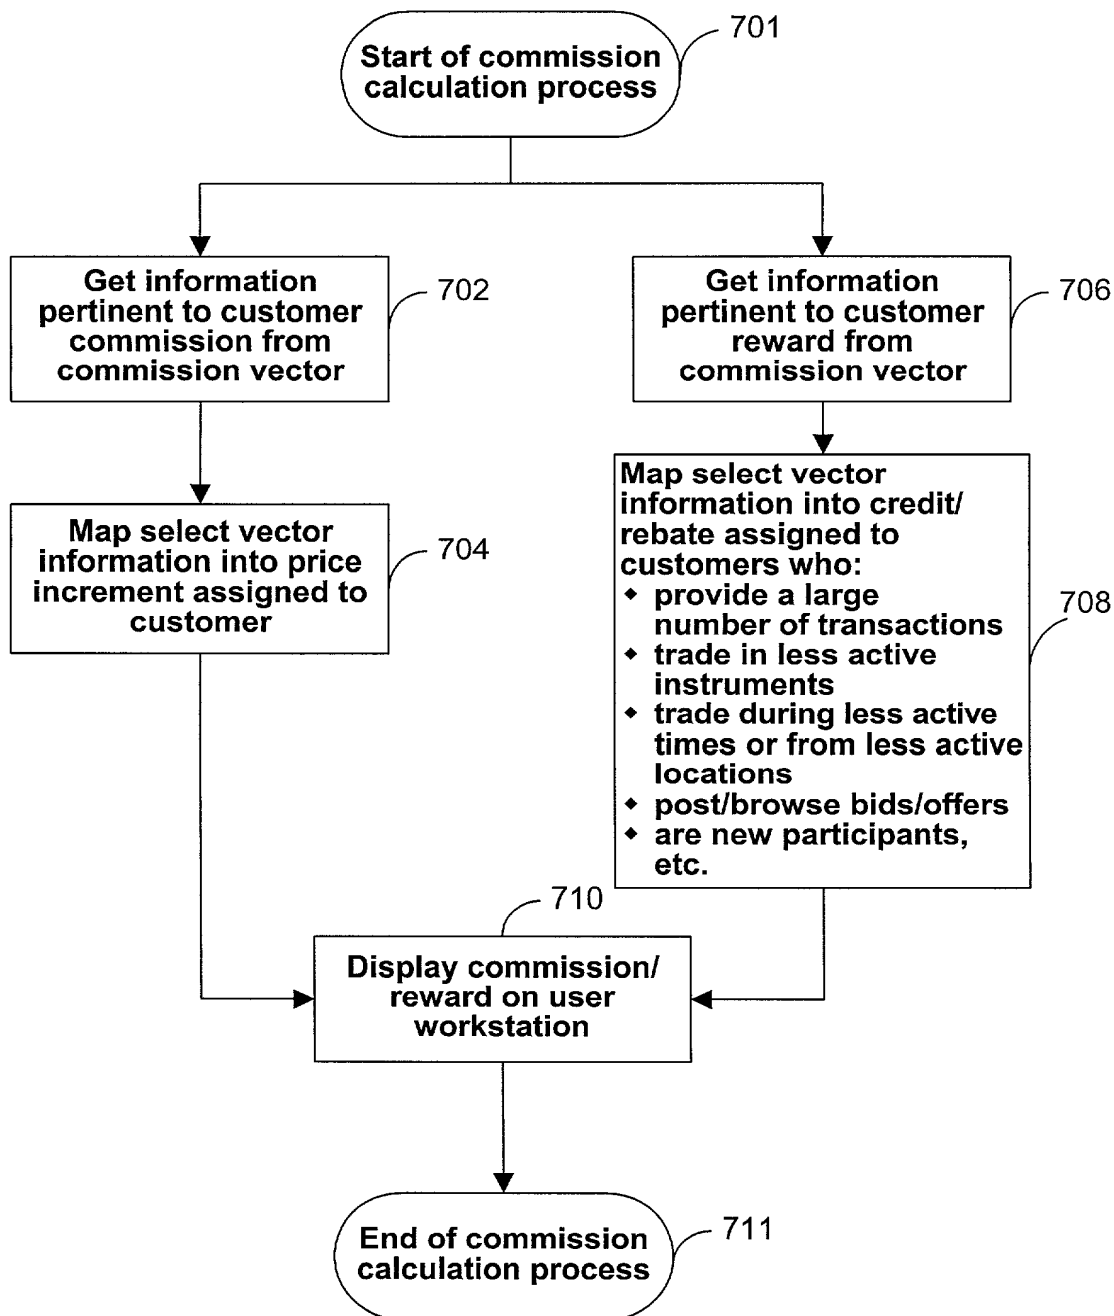 Start of commission
calculation process
701
Get information
pertinent to customer
commission from
commission vector
702
Get information
pertinent to customer
reward from
commission vector
706
Map select vector
information into price
increment assigned to
customer
704
Map select vector
information into credit/
rebate assigned to
customers who:
◆ provide a large
number of transactions
◆ trade in less active
instruments
◆ trade during less active
times or from less active
locations
◆ post/browse bids/offers
◆ are new participants,
etc.
708
710
Display commission/
reward on user
workstation
End of commission
calculation process
711